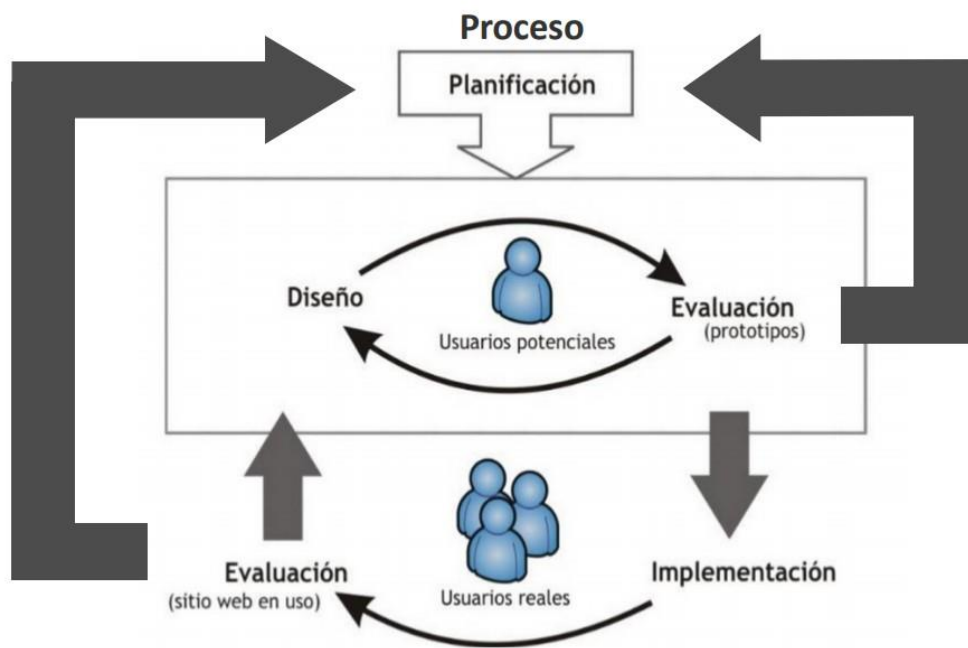 Proceso
Planificación
Diseño
Usuarios potenciales
Evaluación
(prototipos)
Evaluación
(sitio web en uso)
Usuarios reales
Implementación